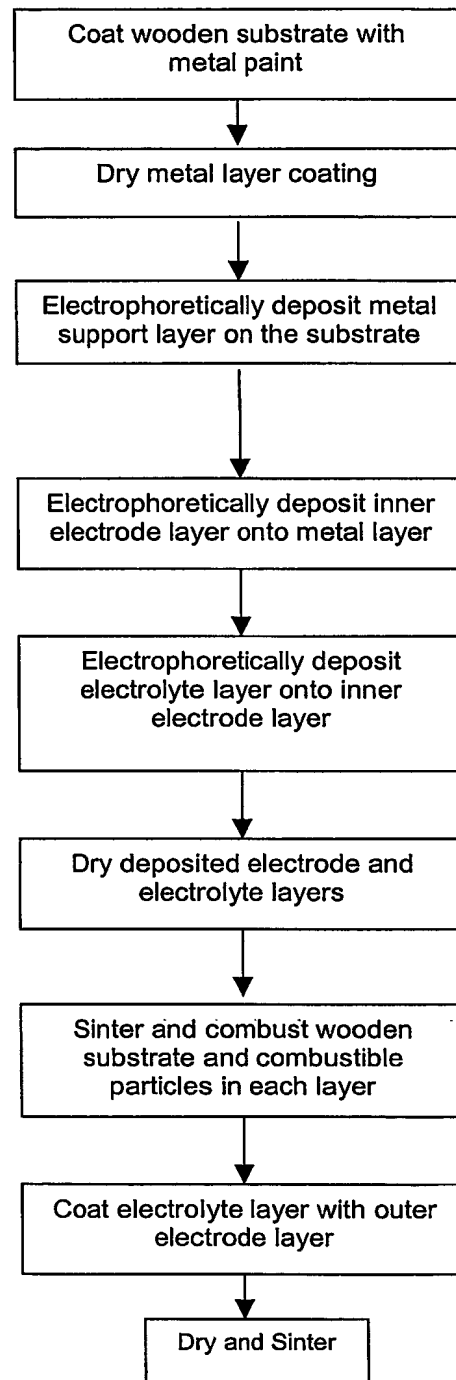 Coat wooden substrate with
metal paint
Dry metal layer coating
Electrophoretically deposit metal
support layer on the substrate
Electrophoretically deposit inner
electrode layer onto metal layer
Electrophoretically deposit
electrolyte layer onto inner
electrode layer
Dry deposited electrode and
electrolyte layers
Sinter and combust wooden
substrate and combustible
particles in each layer
Coat electrolyte layer with outer
electrode layer
Dry and Sinter